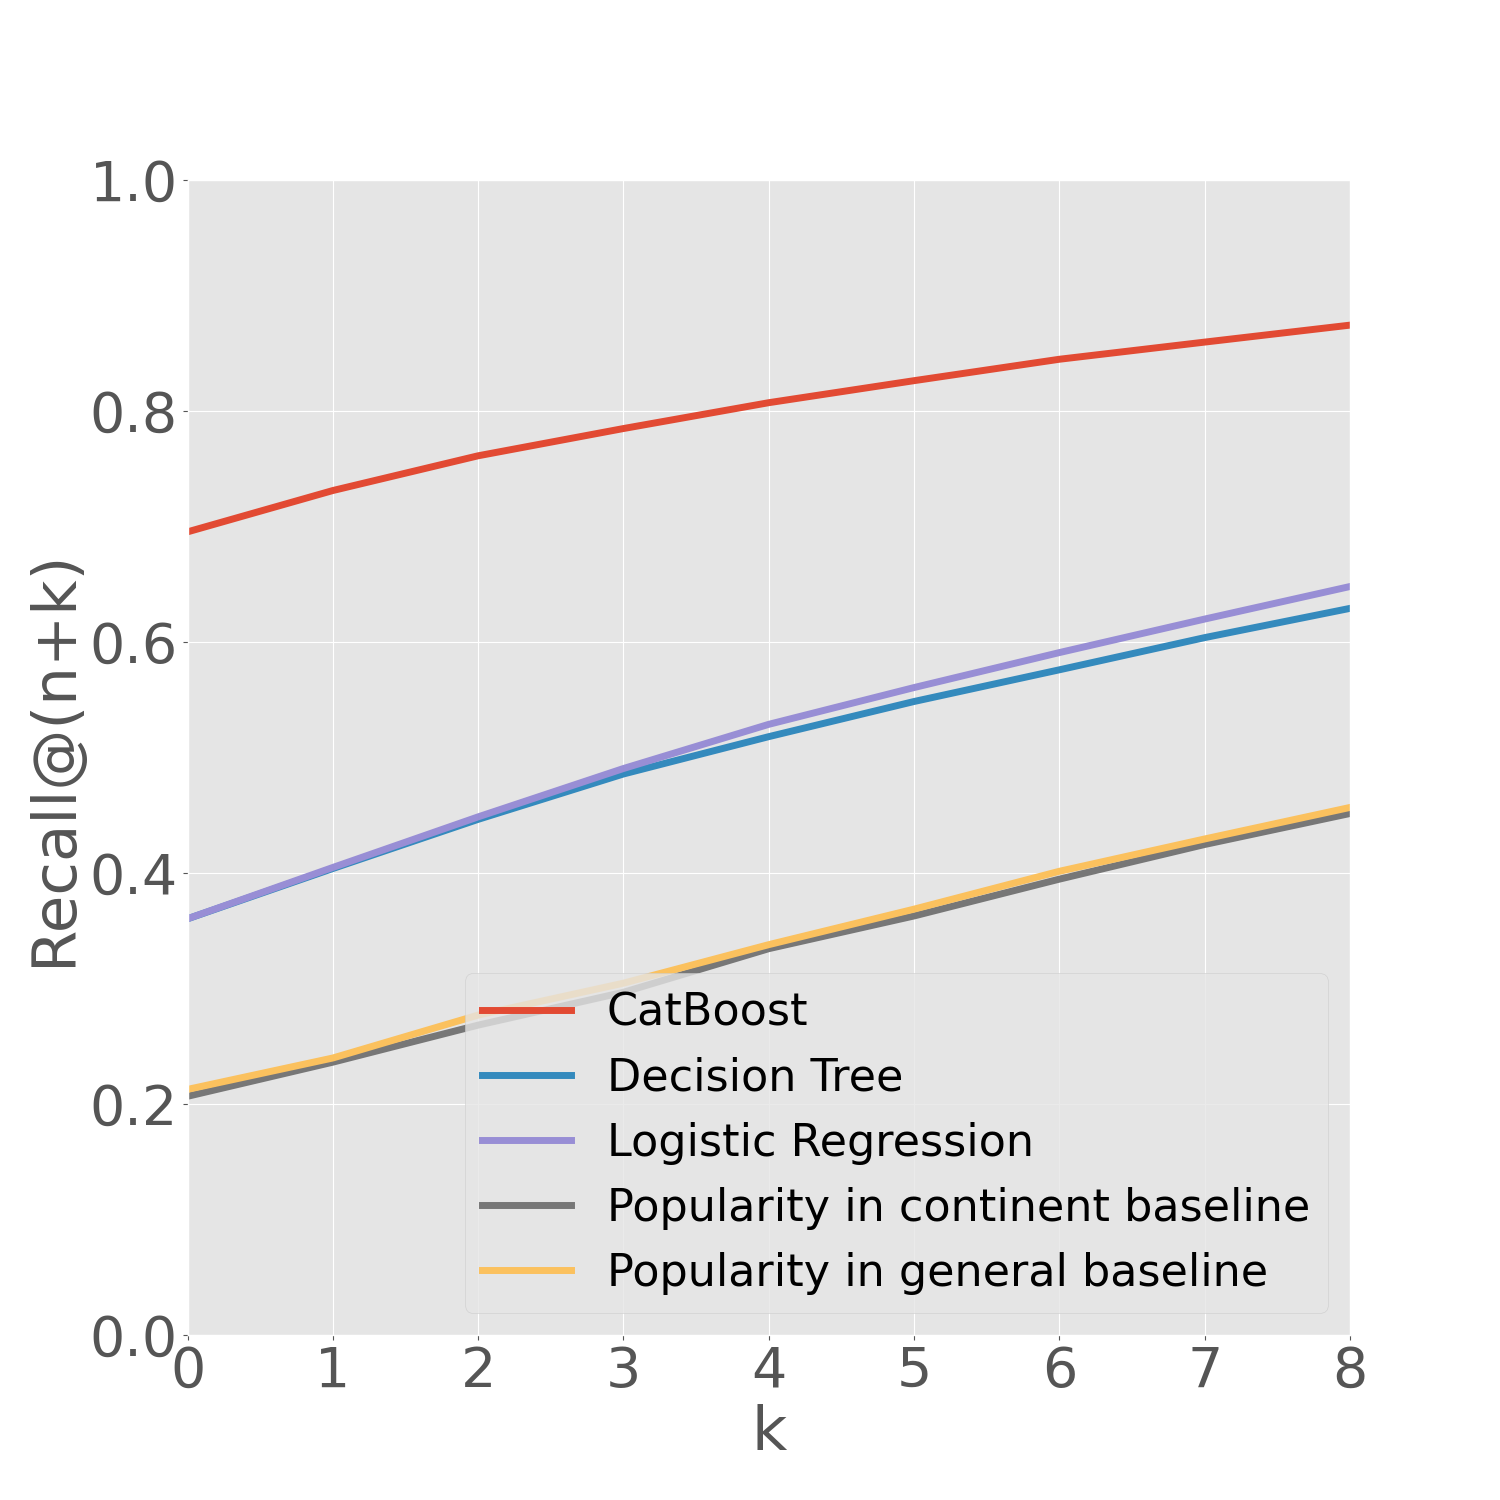 1.0
0.8
0.6
0.4
0.2
0.0
Recall@(n+k)
CatBoost
Decision Tree
Logistic Regression
Popularity in continent baseline
Popularity in general baseline
0 1 2 3 4 5 6 7 8
k